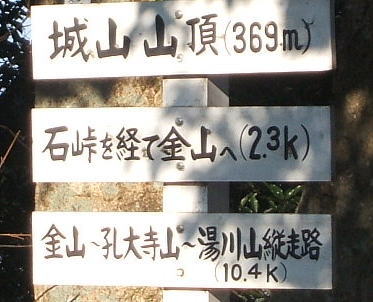 城山山頂(369m)
石峠を経て金山へ(2.3k)
金山~孔大寺山~湯川山縦走路
(10.4k)